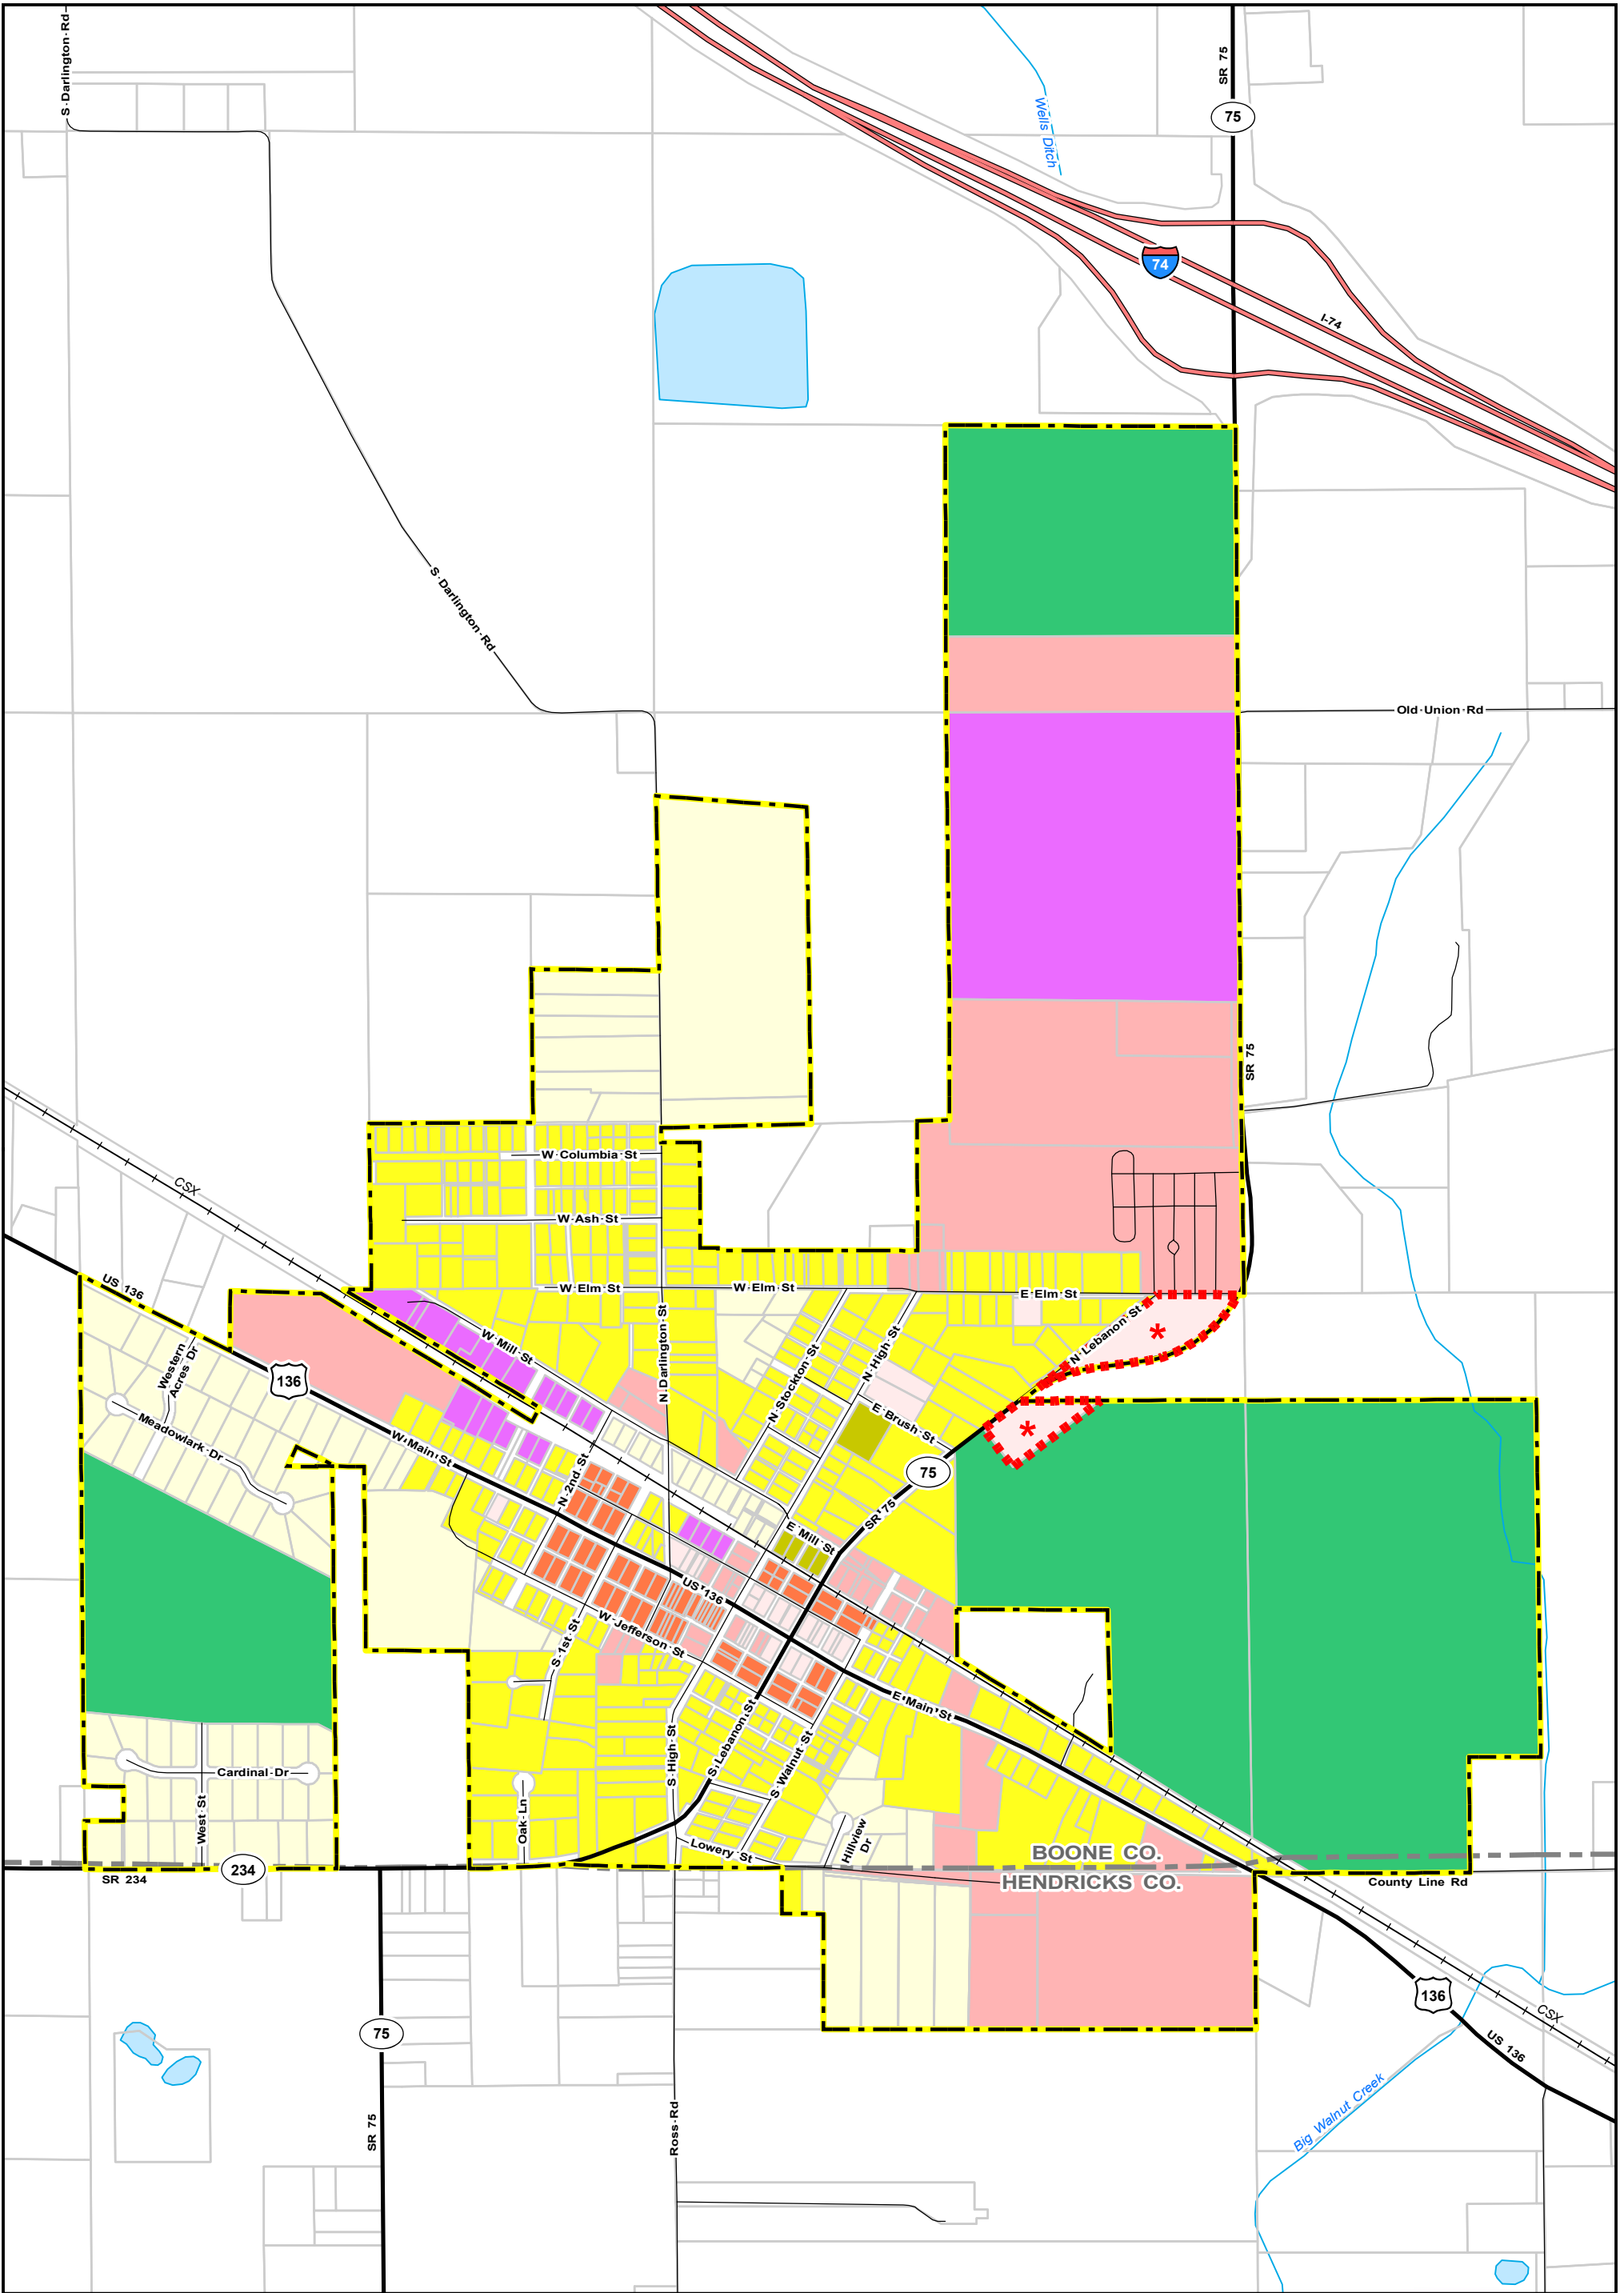 S Darlington Rd
SR 75
75
Wells Ditch
74
I-74
S Darlington Rd
Old Union Rd
SR 75
W Columbia St
CSX
W Ash St
W Elm St
W Elm St
E Elm St
US 136
N Lebanon St
*
W Mill St
N Darlington St
N High St
Western
Acres Dr
136
N Stockton St
Meadowlark Dr
W Main St
E Brush St
*
75
N 2nd St
SR 75
E Mill St
US 136
W Jefferson St
S 1st St
E Main St
S High St
S Lebanon St
S Walnut St
Cardinal Dr
West St
Oak Ln
Hillview
Dr
Lowery St
BOONE CO.
234
SR 234
HENDRICKS CO.
County Line Rd
136
CSX
75
US 136
SR 75
Ross Rd
Big Walnut Creek